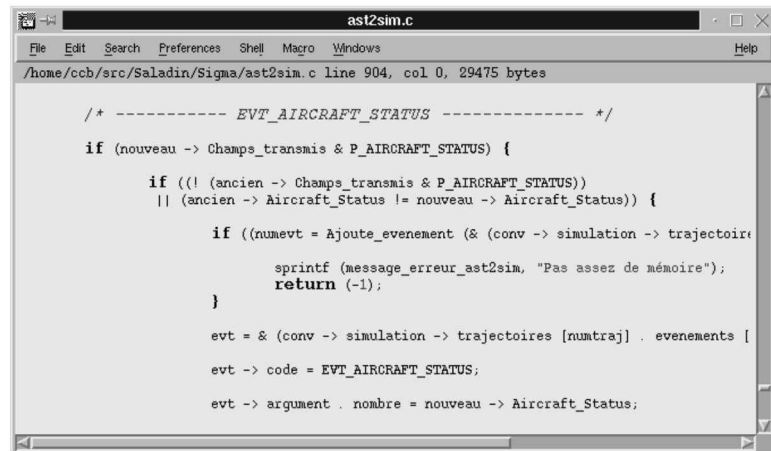 ast2sim.c
File Edit Search Preferences Shell Macro Windows Help
/home/ccb/src/Saladin/Sigma/ast2sim.c line 904, col 0, 29475 bytes
/* ----------- EVT_AIRCRAFT_STATUS -------------- */
if (nouveau -> Champs_transmis & P_AIRCRAFT_STATUS) {
if ((! (ancien -> Champs_transmis & P_AIRCRAFT_STATUS))
|| (ancien -> Aircraft_Status != nouveau -> Aircraft_Status)) {
if ((numevt = Ajoute_evenement (& (conv -> simulation -> trajectoire
sprintf (message_erreur_ast2sim, "Pas assez de mémoire");
return (-1);
}
evt = & (conv -> simulation -> trajectoires [numtraj] . evenements [
evt -> code = EVT_AIRCRAFT_STATUS;
evt -> argument . nombre = nouveau -> Aircraft_Status;